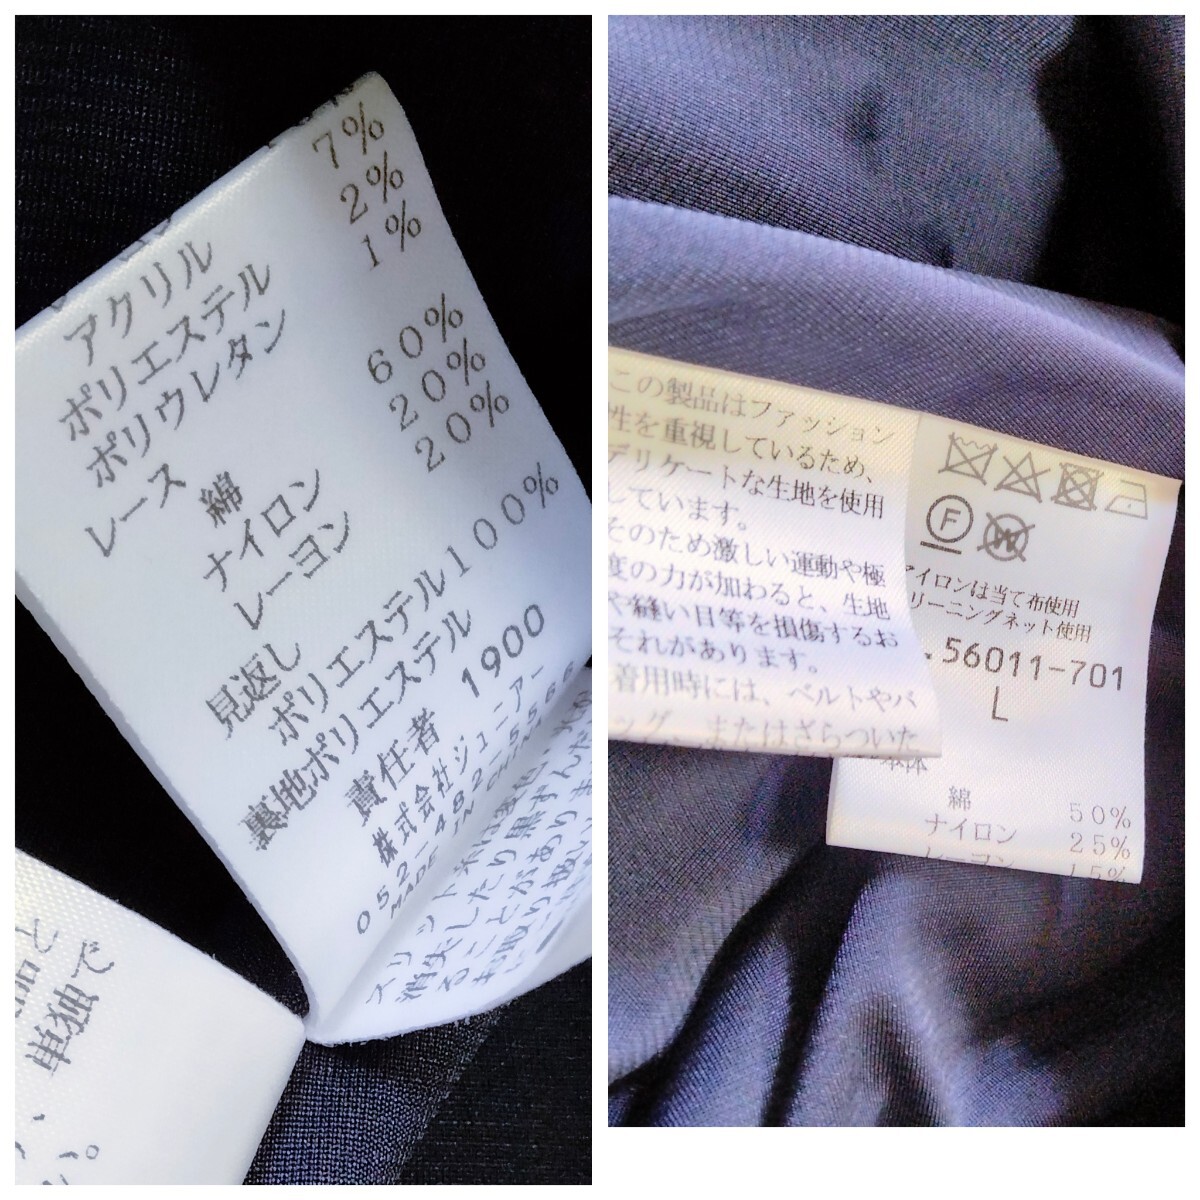 7%
2%
1%
アクリル
ポリエステル
ポリウレタン
レース
綿 60%
ナイロン 20%
レーヨン 20%
見返し
ポリエステル100%
裏地ポリエステル
責任者 1900
株式会社ジュ・アー
052-482-5566
MADE IN CHINA
単独で
この製品はファッション
性を重視しているため、
デリケートな生地を使用
しています。
そのため激しい運動や極
度の力が加わると、生地
や縫い目等を損傷するお
それがあります。
着用時には、ベルトやバ
ッグ、またはざらついた
F
W
アイロンは当て布使用
リーニングネット使用
.56011-701
L
本体
綿 50%
ナイロン 25%
レーヨン 15%